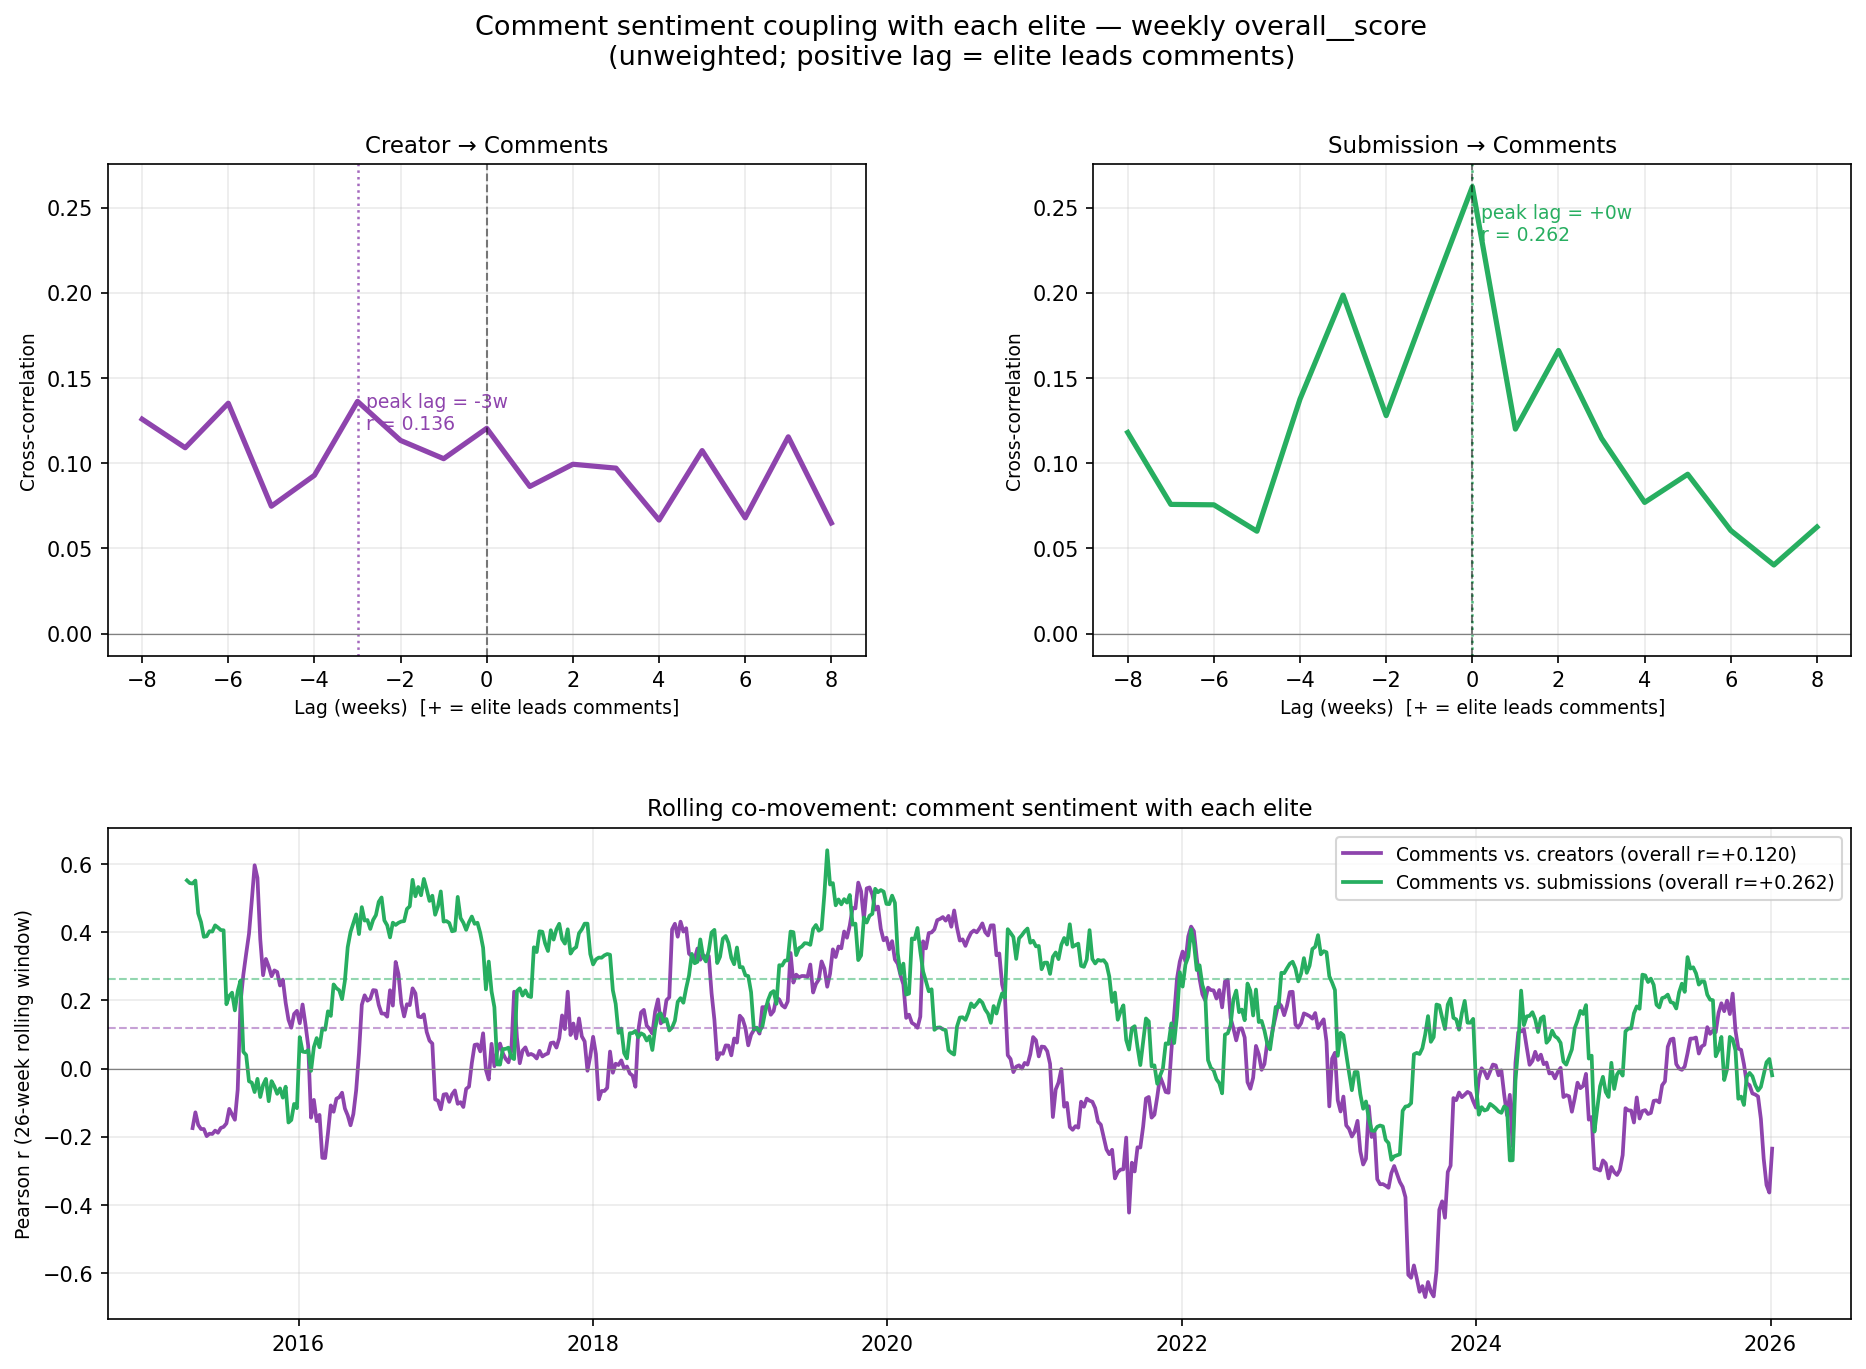 Comment sentiment coupling with each elite — weekly overall__score
(unweighted; positive lag = elite leads comments)
Creator → Comments
Cross-correlation
0.25
0.20
0.15
0.10
0.05
0.00
peak lag = -3w
r = 0.136
−8 −6 −4 −2 0 2 4 6 8
Lag (weeks)  [+ = elite leads comments]
Submission → Comments
Cross-correlation
0.25
0.20
0.15
0.10
0.05
0.00
peak lag = +0w
r = 0.262
−8 −6 −4 −2 0 2 4 6 8
Lag (weeks)  [+ = elite leads comments]
Rolling co-movement: comment sentiment with each elite
Pearson r (26-week rolling window)
0.6
0.4
0.2
0.0
−0.2
−0.4
−0.6
Comments vs. creators (overall r=+0.120)
Comments vs. submissions (overall r=+0.262)
2016 2018 2020 2022 2024 2026